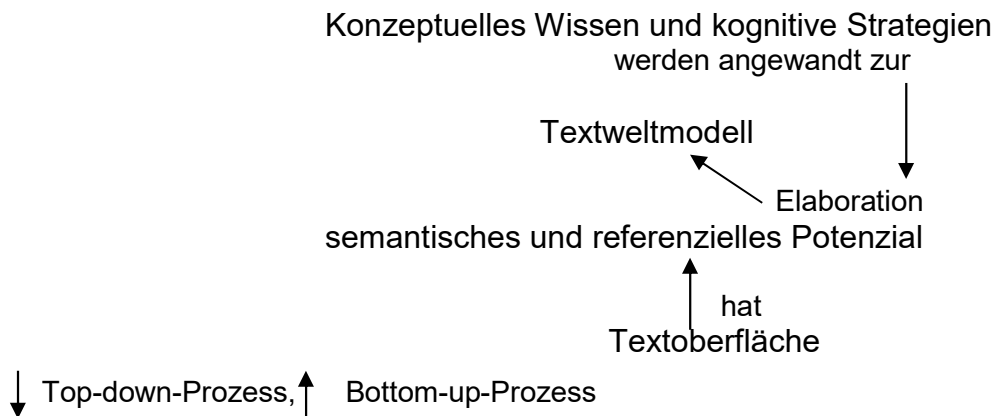 Konzeptuelles Wissen und kognitive Strategien
werden angewandt zur
Textweltmodell
Elaboration
semantisches und referenzielles Potenzial
hat
Textoberfläche
Top-down-Prozess, Bottom-up-Prozess